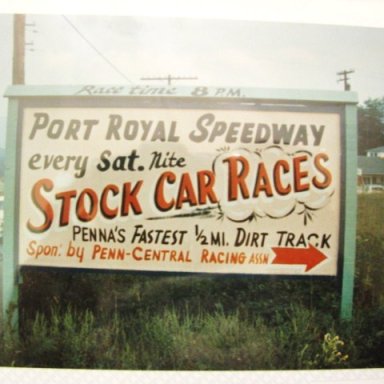 Race time 8 P.M.
PORT ROYAL SPEEDWAY
every Sat. Nite
STOCK CAR RACES
PENNA'S FASTEST ½ MI. DIRT TRACK
Spon. by PENN-CENTRAL RACING ASSN